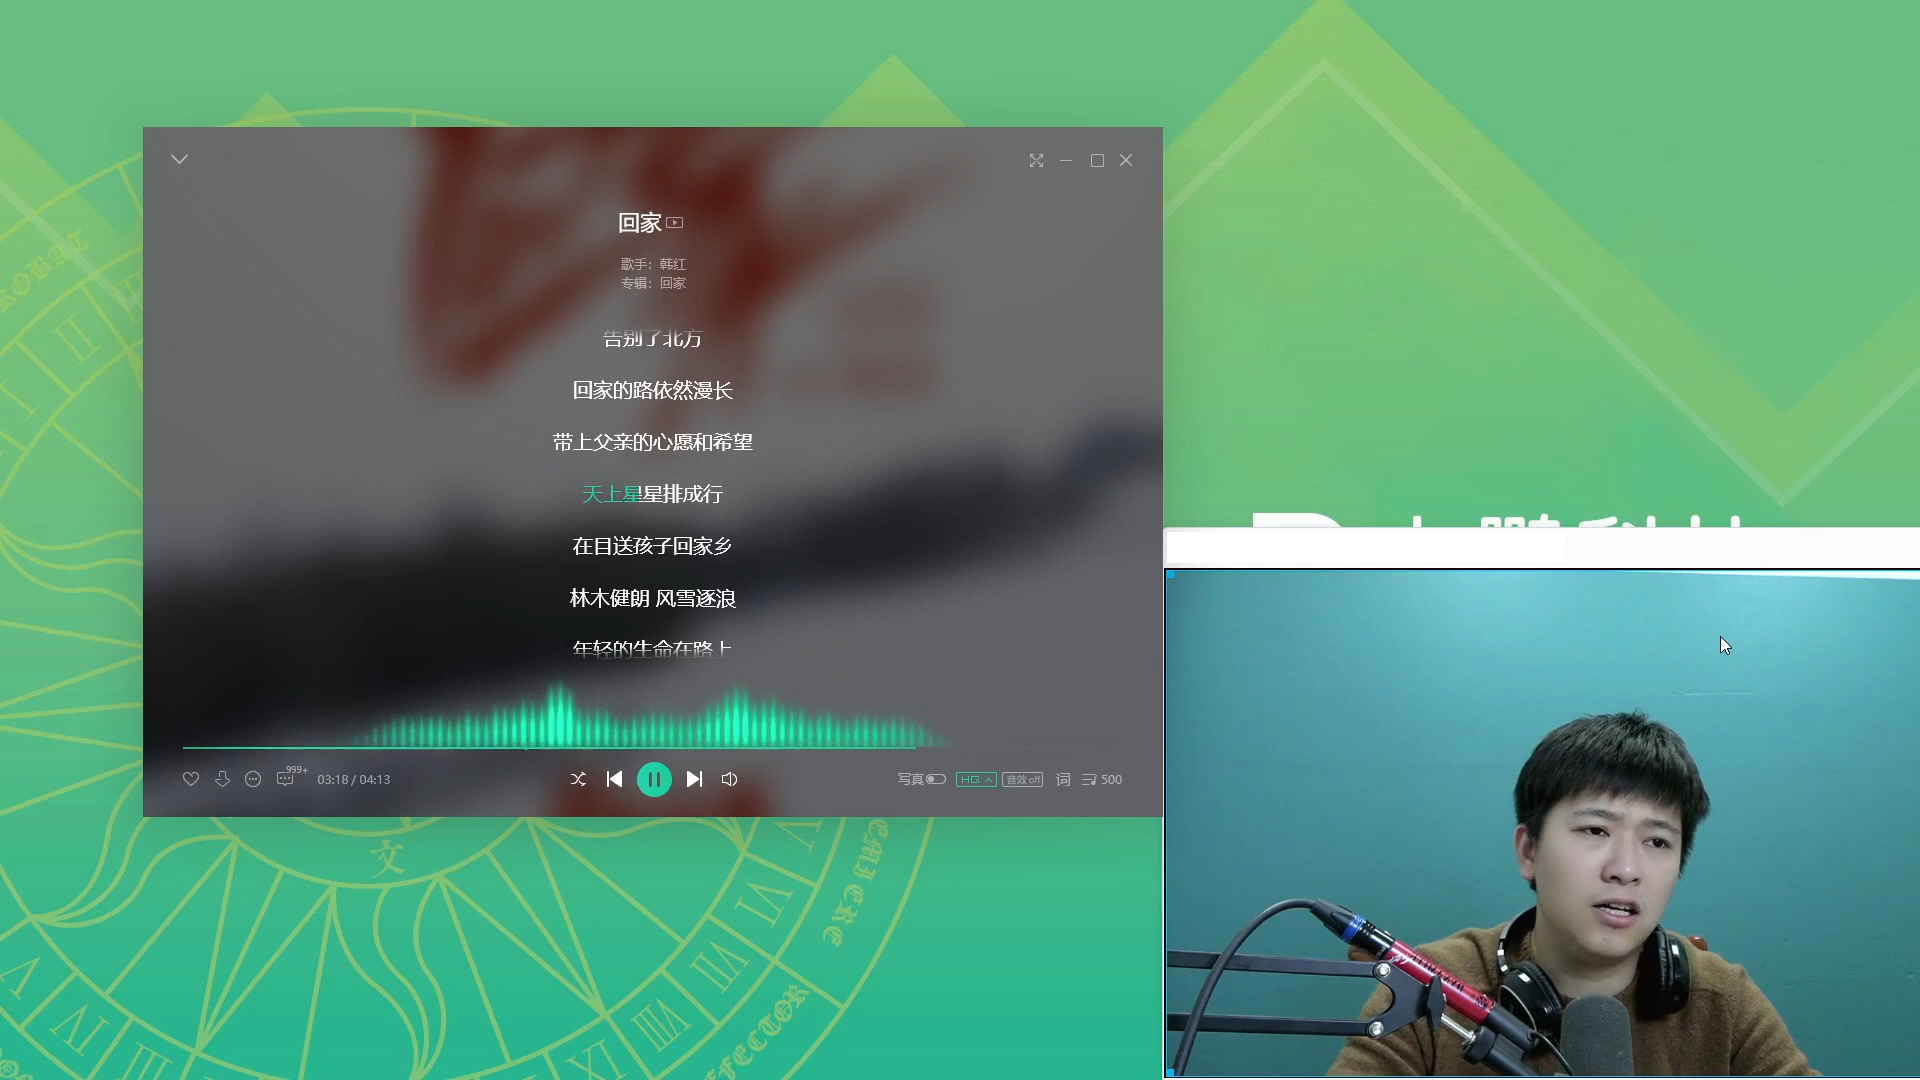 回家
歌手：韩红
专辑：回家
告别了北方
回家的路依然漫长
带上父亲的心愿和希望
天上星星排成行
在目送孩子回家乡
林木健朗 风雪逐浪
年轻的生命在路上
999+
03:18 / 04:13
写真
HQ
音效off
词
500
文